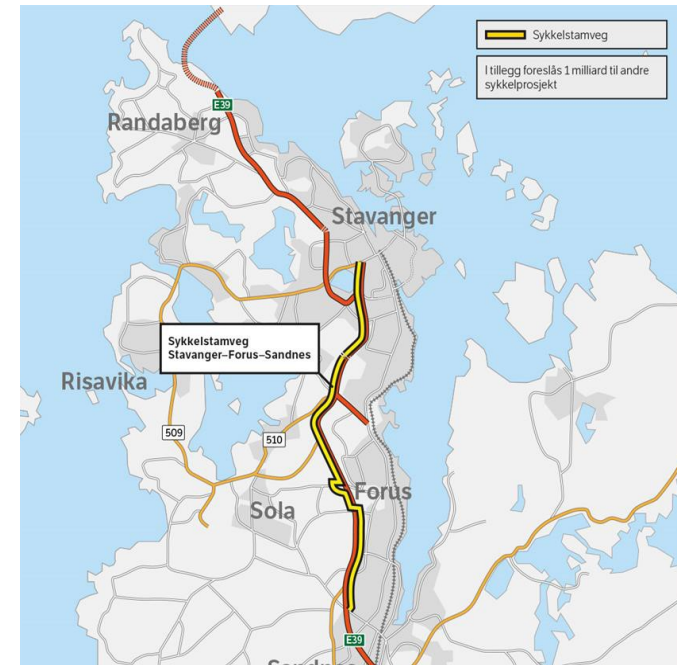 Sykkelstamveg
I tillegg foreslås 1 milliard til andre
sykkelprosjekt
E39
Randaberg
Stavanger
Sykkelstamveg
Stavanger–Forus–Sandnes
Risavika
509
510
Forus
Sola
E39
Sandnes